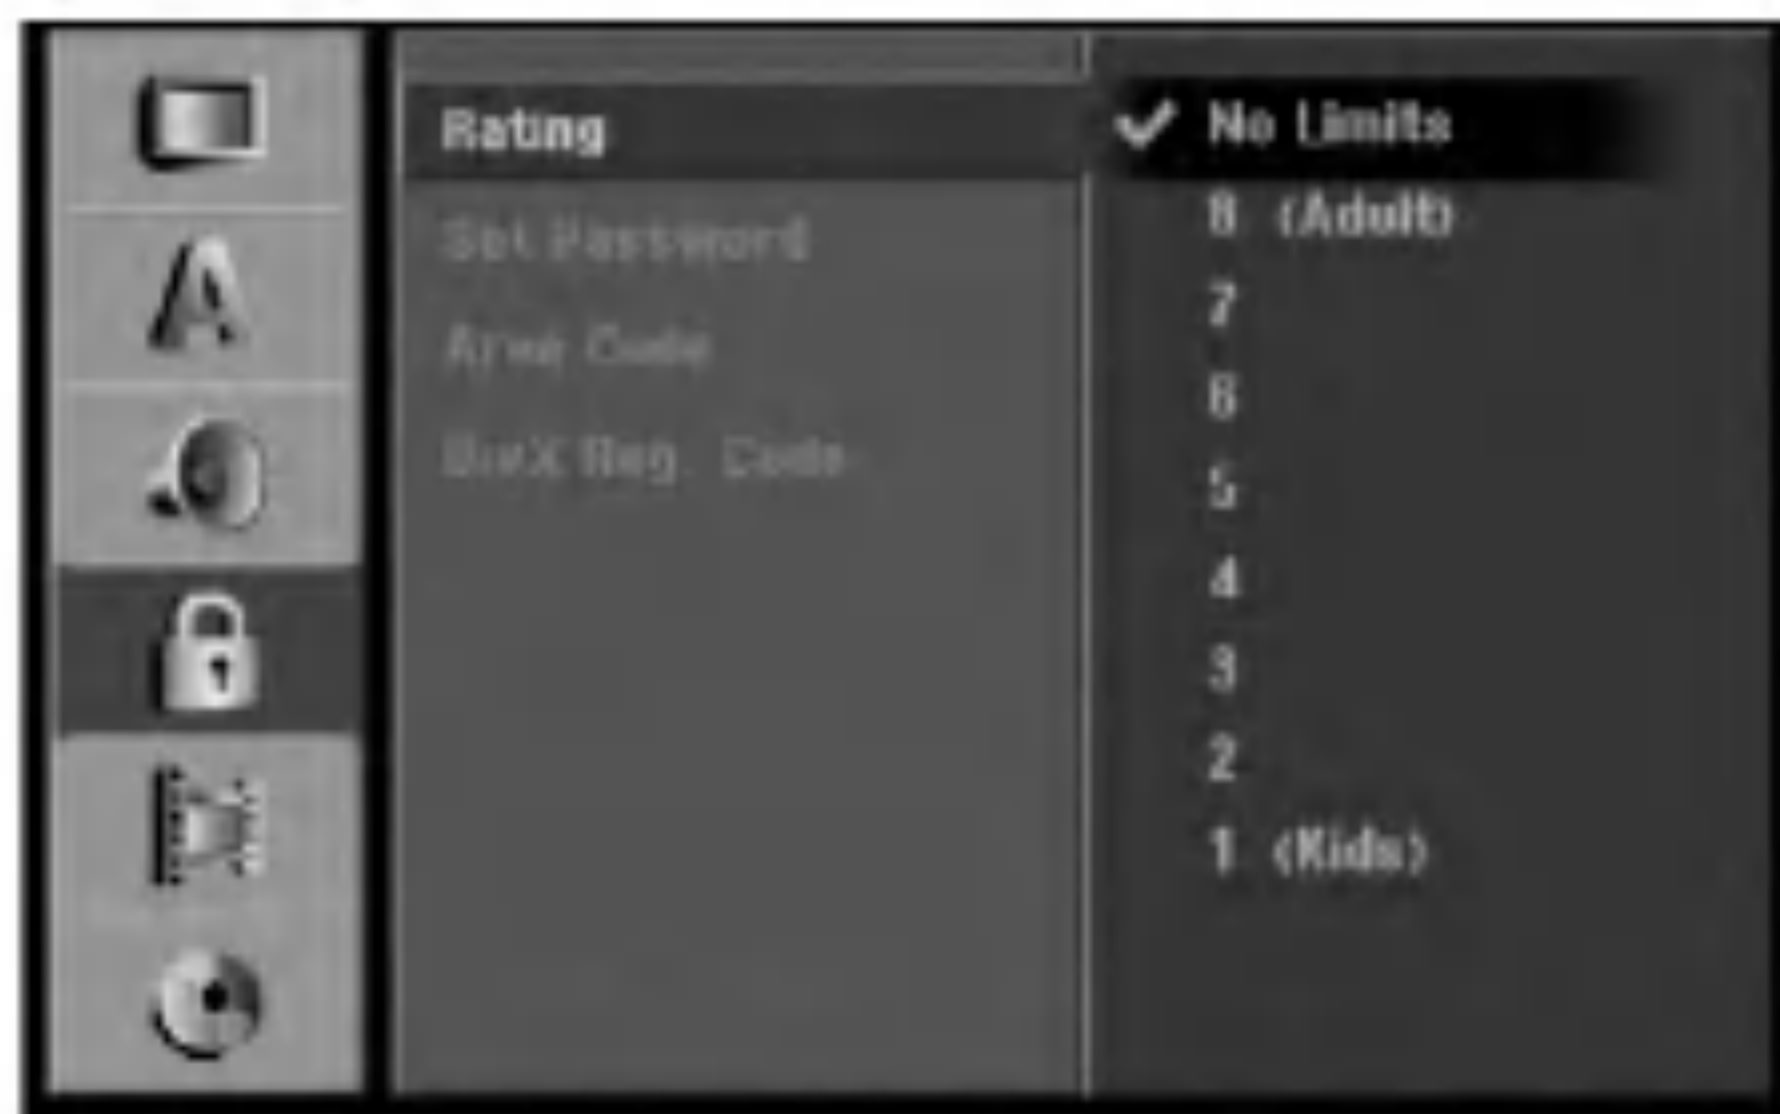 Rating
Set Password
Area Code
DivX Reg. Code
✓ No Limits
8 (Adult)
7
6
5
4
3
2
1 (Kids)